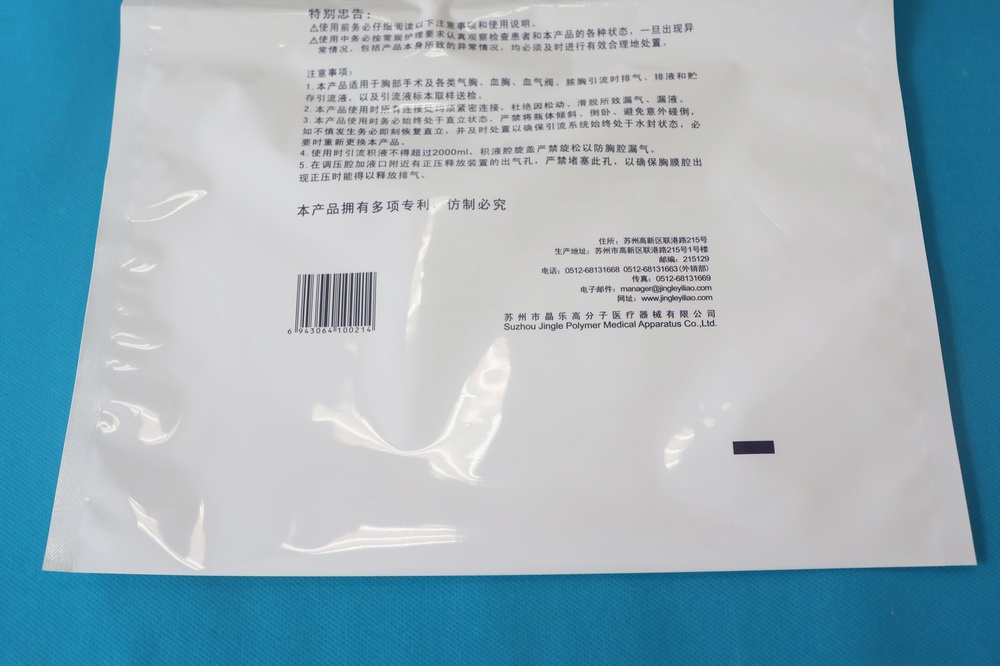 特别忠告：
⚠使用前务必仔细阅读以下注意事项和使用说明。
⚠使用中务必按常规护理要求认真观察检查患者和本产品的各种状态，一旦出现异
常情况，包括产品本身所致的异常情况，均必须及时进行有效合理地处置。
注意事项：
1. 本产品适用于胸部手术及各类气胸、血胸、血气胸、脓胸引流时排气、排液和贮
存引流液，以及引流液标本取样送检。
2. 本产品使用时所有连接处均须紧密连接，杜绝因松动、滑脱所致漏气、漏液。
3. 本产品使用时务必始终处于直立状态，严禁将瓶体倾斜、倒卧、避免意外碰倒，
如不慎发生务必即刻恢复直立，并及时处置以确保引流系统始终处于水封状态，必
要时重新更换本产品。
4. 使用时引流积液不得超过2000ml，积液腔旋盖严禁旋松以防胸腔漏气。
5. 在调压腔加液口附近有正压释放装置的出气孔，严禁堵塞此孔，以确保胸膜腔出
现正压时能得以释放排气。
本产品拥有多项专利，仿制必究
住所：苏州高新区联港路215号
生产地址：苏州市高新区联港路215号1号楼
邮编：215129
电话：0512-68131668 0512-68131663(外销部)
传真：0512-68131669
电子邮件：manager@jingleyiliao.com
网址：www.jingleyiliao.com
苏州市晶乐高分子医疗器械有限公司
Suzhou Jingle Polymer Medical Apparatus Co.,Ltd.
6 943064 100214